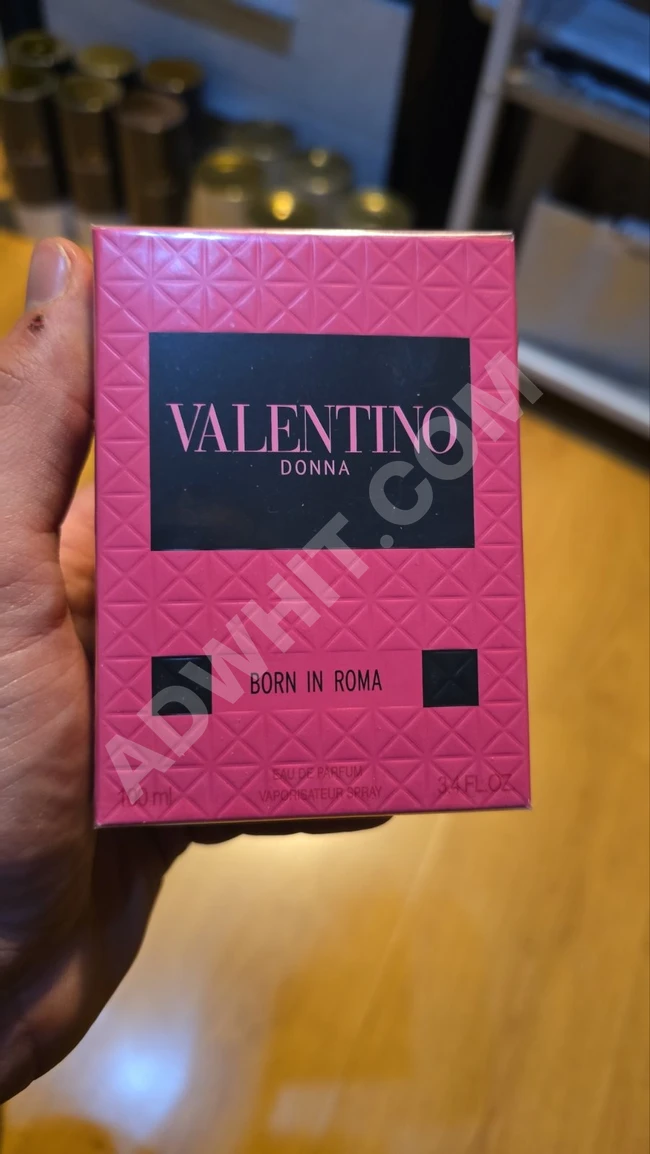 VALENTINO
DONNA
BORN IN ROMA
EAU DE PARFUM
VAPORISATEUR SPRAY
100 ml
3.4 FL.OZ.
ADWHIT.COM